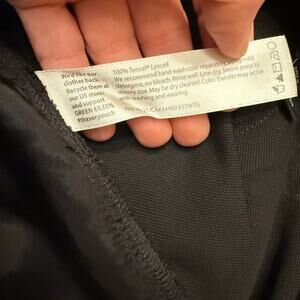 We'd like our
clothes back.
Recycle them at
our US stores
and support
GREEN EILEEN.
#thxverymuch
100% Tencel® Lyocell
We recommend hand wash cold separately using mild
detergent, no bleach. Rinse well. Line dry. Steam press to
restore size. May be dry cleaned. Color transfer may occur
with washing and wearing.